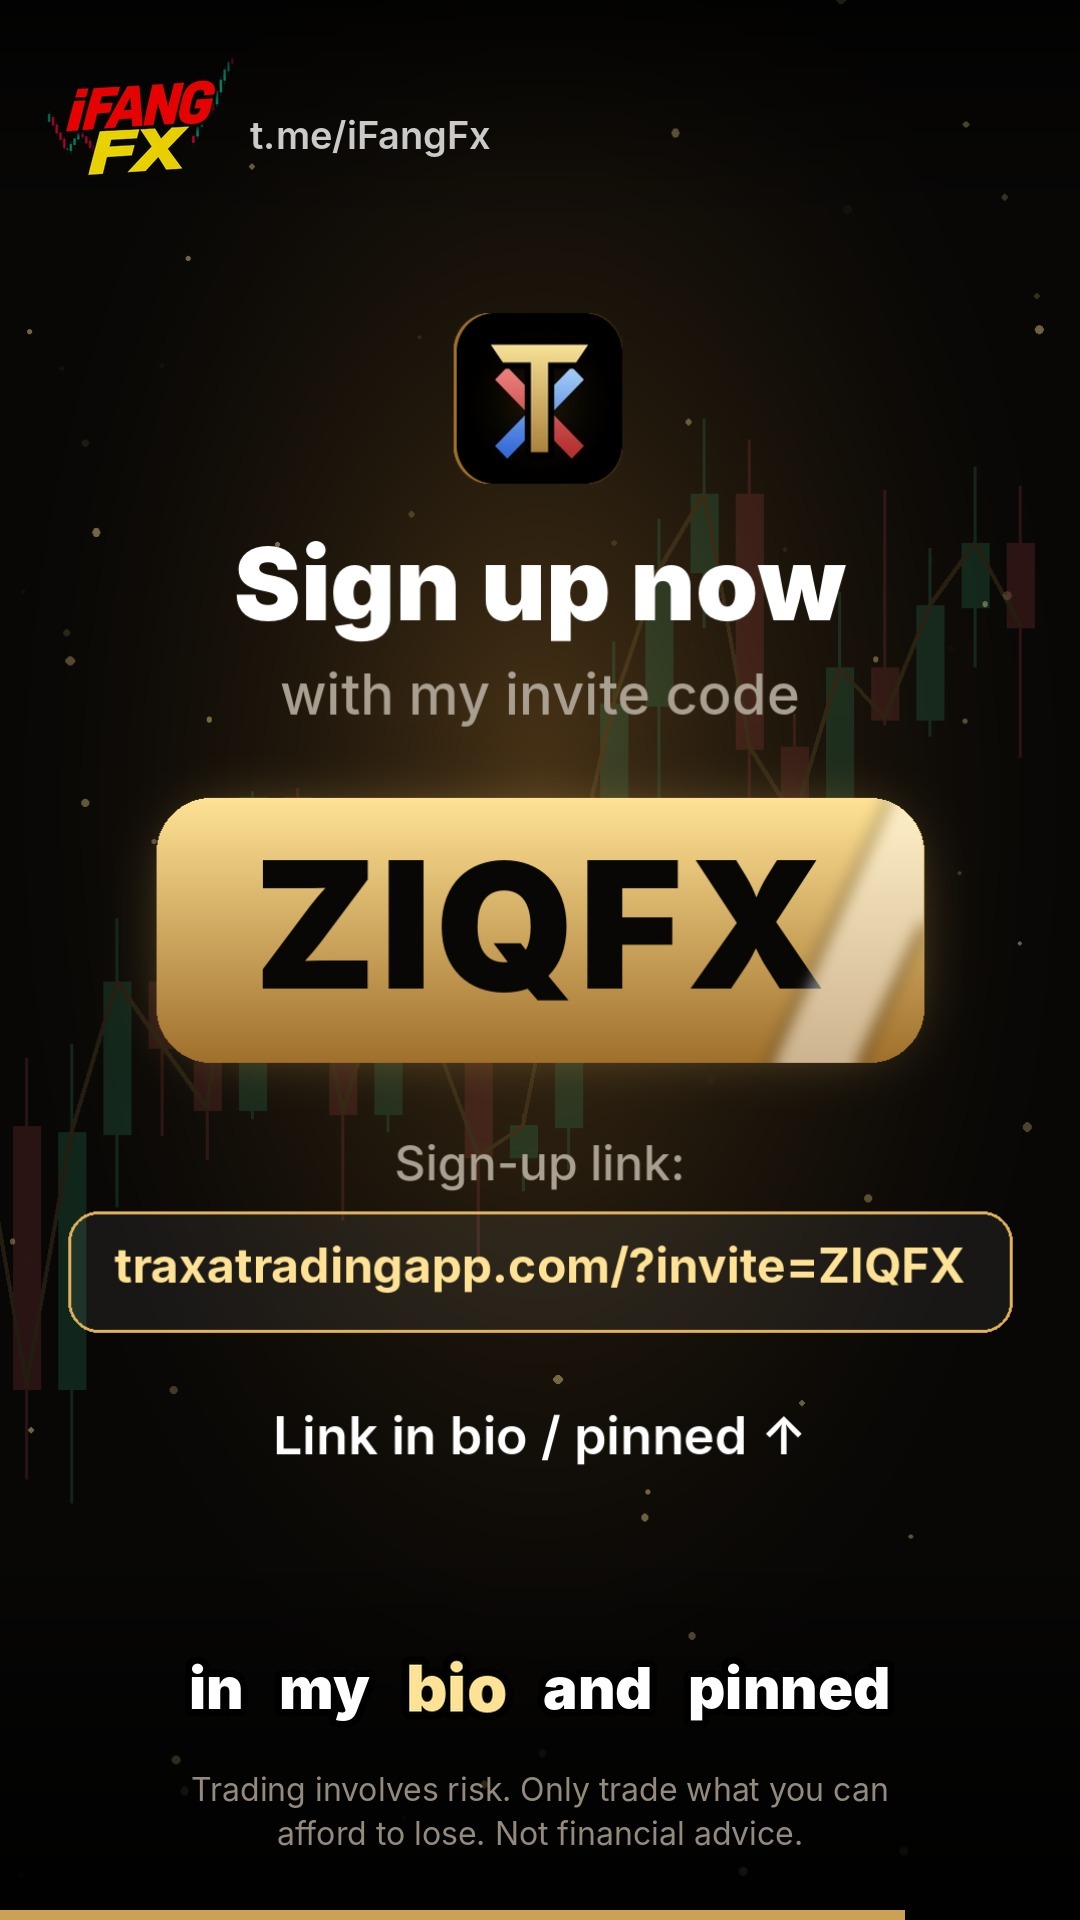 iFANG
FX
t.me/iFangFx
T
Sign up now
with my invite code
ZIQFX
Sign-up link:
traxatradingapp.com/?invite=ZIQFX
Link in bio / pinned ↑
in my bio and pinned
Trading involves risk. Only trade what you can
afford to lose. Not financial advice.